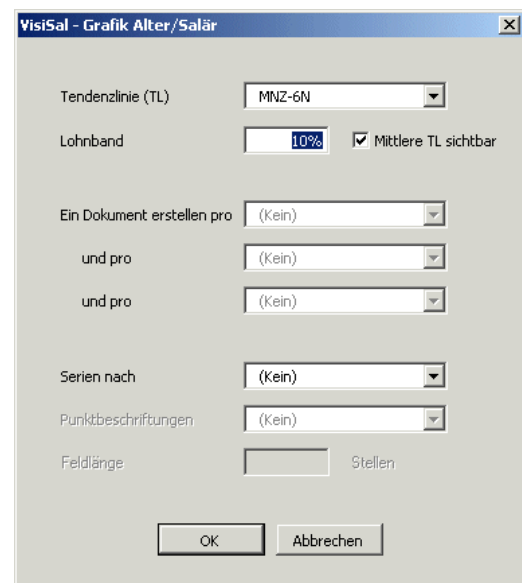 VisiSal - Grafik Alter/Salär
Tendenzlinie (TL) MNZ-6N
Lohnband 10% Mittlere TL sichtbar
Ein Dokument erstellen pro (Kein)
und pro (Kein)
und pro (Kein)
Serien nach (Kein)
Punktbeschriftungen (Kein)
Feldlänge Stellen
OK Abbrechen